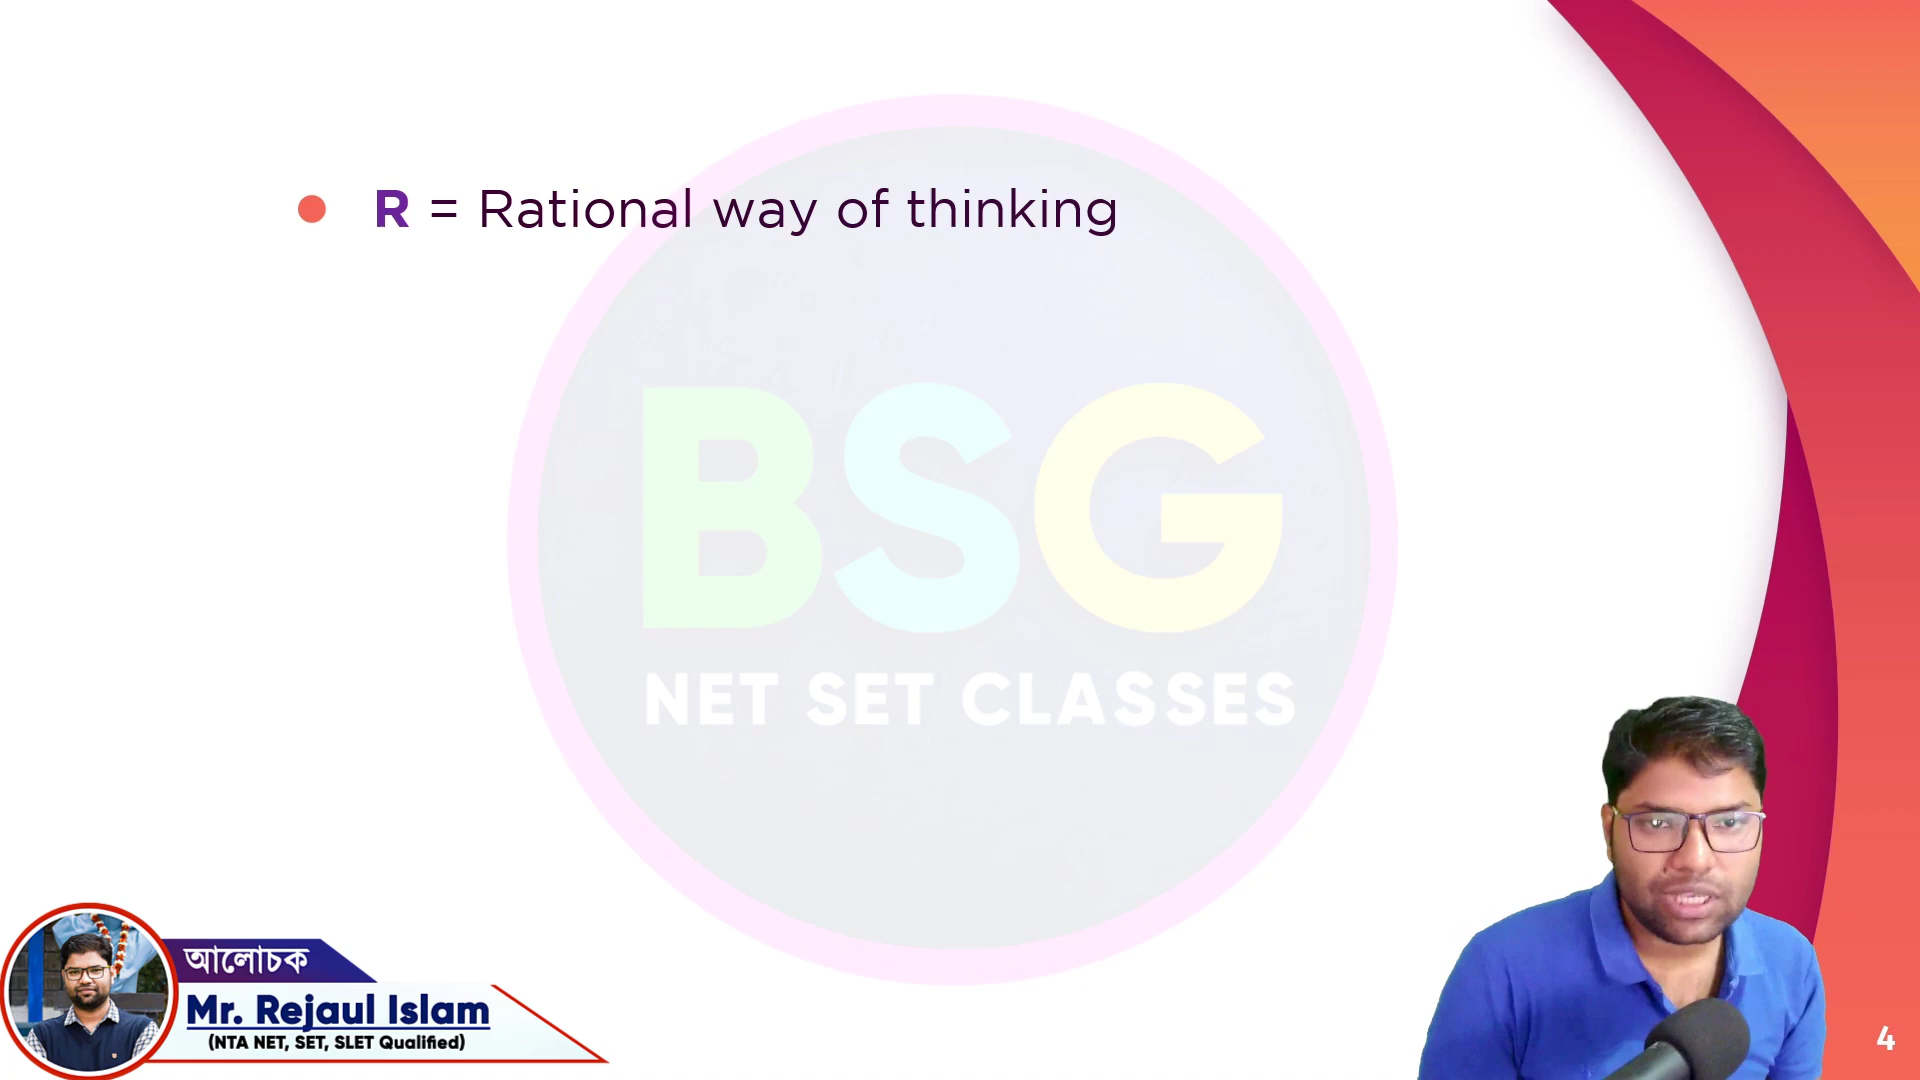 R = Rational way of thinking
BSG
NET SET CLASSES
আলোচক
Mr. Rejaul Islam
(NTA NET, SET, SLET Qualified)
4